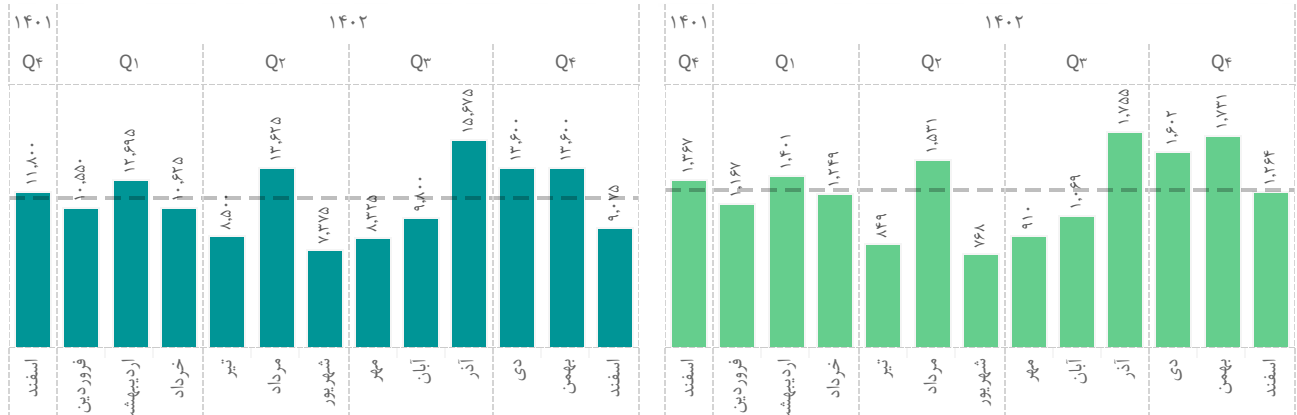 ۱۴۰۱ ۱۴۰۲
Q۴ Q۱ Q۲ Q۳ Q۴
۱۱,۸۰۰ ۱۰,۵۵۰ ۱۲,۶۹۵ ۱۰,۶۲۵ ۸,۵۰۰ ۱۳,۶۲۵ ۷,۳۷۵ ۸,۳۲۵ ۹,۸۰۰ ۱۵,۶۷۵ ۱۳,۶۰۰ ۱۳,۶۰۰ ۹,۰۷۵
اسفند فروردین اردیبهش خرداد تیر مرداد شهریور مهر آبان آذر دی بهمن اسفند
۱۴۰۱ ۱۴۰۲
Q۴ Q۱ Q۲ Q۳ Q۴
۱,۳۶۷ ۱,۱۶۷ ۱,۴۰۱ ۱,۲۴۹ ۸۴۹ ۱,۵۳۱ ۷۶۸ ۹۱۰ ۱,۰۶۹ ۱,۷۵۵ ۱,۶۰۲ ۱,۷۳۱ ۱,۲۶۴
اسفند فروردین اردیبهش خرداد تیر مرداد شهریور مهر آبان آذر دی بهمن اسفند